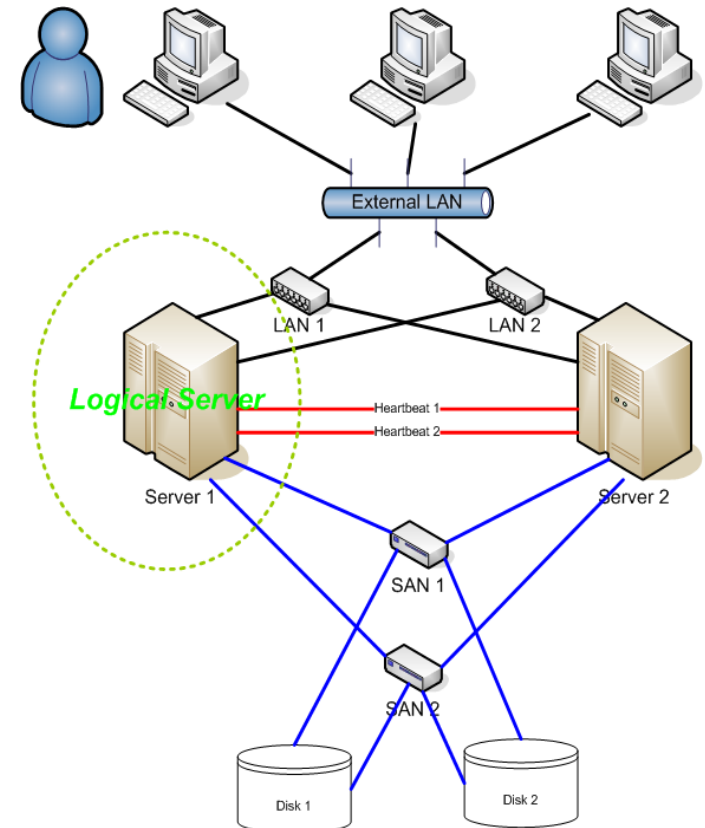 External LAN
LAN 1
LAN 2
Logical Server
Heartbeat 1
Heartbeat 2
Server 1
Server 2
SAN 1
SAN 2
Disk 1
Disk 2